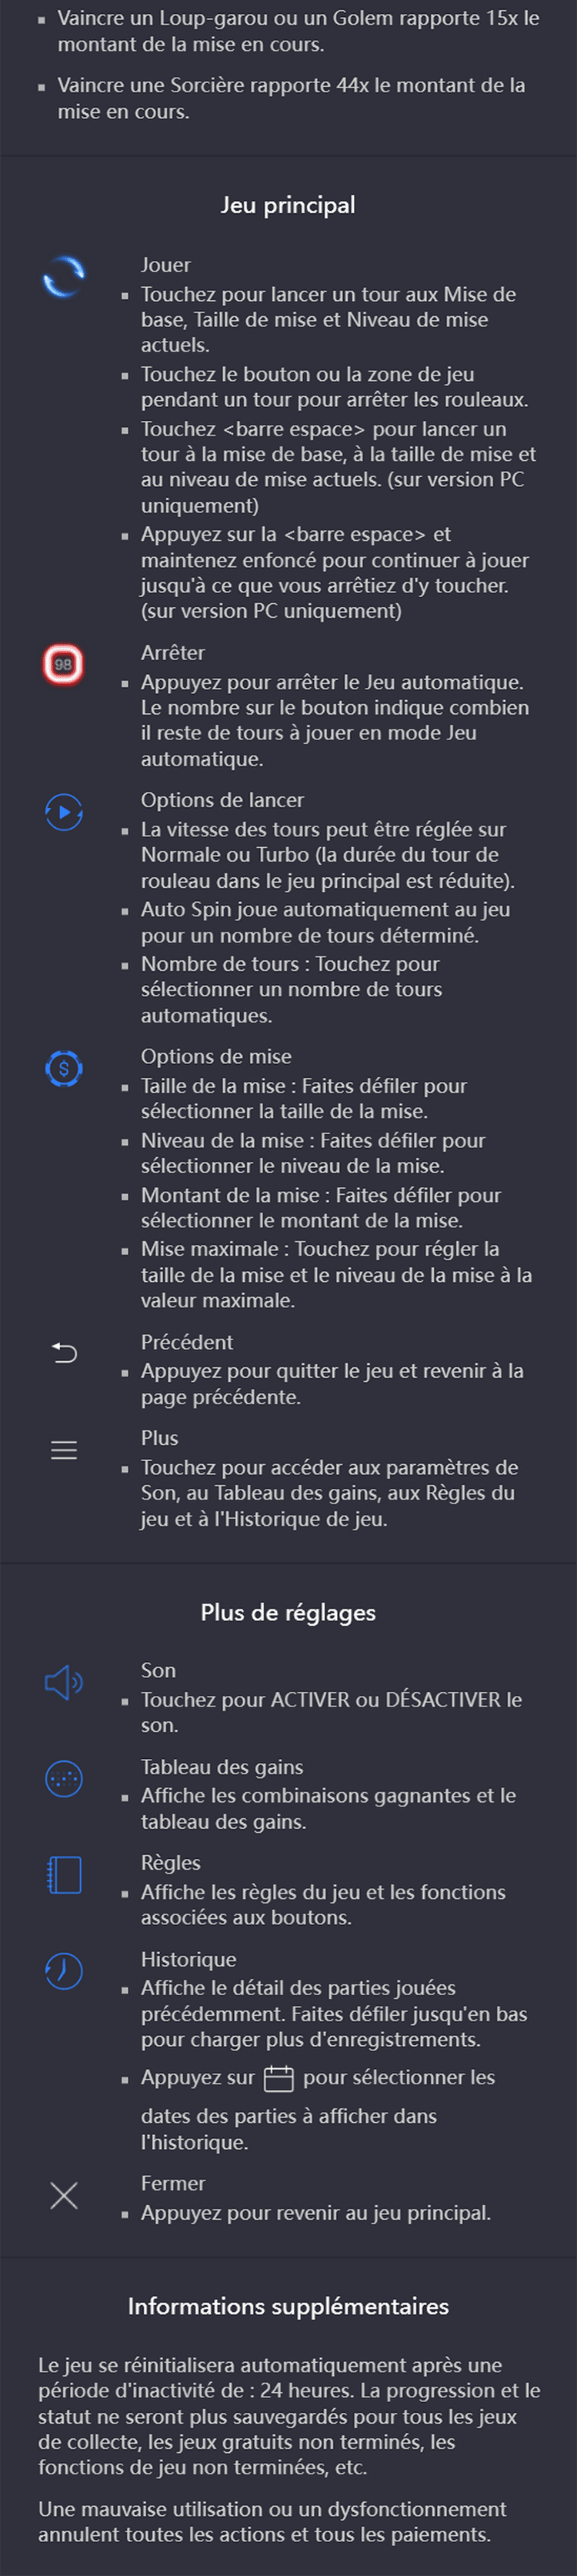 ▪ Vaincre un Loup-garou ou un Golem rapporte 15x le
montant de la mise en cours.
▪ Vaincre une Sorcière rapporte 44x le montant de la
mise en cours.
Jeu principal
Jouer
▪ Touchez pour lancer un tour aux Mise de
base, Taille de mise et Niveau de mise
actuels.
▪ Touchez le bouton ou la zone de jeu
pendant un tour pour arrêter les rouleaux.
▪ Touchez <barre espace> pour lancer un
tour à la mise de base, à la taille de mise et
au niveau de mise actuels. (sur version PC
uniquement)
▪ Appuyez sur la <barre espace> et
maintenez enfoncé pour continuer à jouer
jusqu'à ce que vous arrêtiez d'y toucher.
(sur version PC uniquement)
98
Arrêter
▪ Appuyez pour arrêter le Jeu automatique.
Le nombre sur le bouton indique combien
il reste de tours à jouer en mode Jeu
automatique.
Options de lancer
▪ La vitesse des tours peut être réglée sur
Normale ou Turbo (la durée du tour de
rouleau dans le jeu principal est réduite).
▪ Auto Spin joue automatiquement au jeu
pour un nombre de tours déterminé.
▪ Nombre de tours : Touchez pour
sélectionner un nombre de tours
automatiques.
$
Options de mise
▪ Taille de la mise : Faites défiler pour
sélectionner la taille de la mise.
▪ Niveau de la mise : Faites défiler pour
sélectionner le niveau de la mise.
▪ Montant de la mise : Faites défiler pour
sélectionner le montant de la mise.
▪ Mise maximale : Touchez pour régler la
taille de la mise et le niveau de la mise à la
valeur maximale.
Précédent
▪ Appuyez pour quitter le jeu et revenir à la
page précédente.
Plus
▪ Touchez pour accéder aux paramètres de
Son, au Tableau des gains, aux Règles du
jeu et à l'Historique de jeu.
Plus de réglages
Son
▪ Touchez pour ACTIVER ou DÉSACTIVER le
son.
Tableau des gains
▪ Affiche les combinaisons gagnantes et le
tableau des gains.
Règles
▪ Affiche les règles du jeu et les fonctions
associées aux boutons.
Historique
▪ Affiche le détail des parties jouées
précédemment. Faites défiler jusqu'en bas
pour charger plus d'enregistrements.
▪ Appuyez sur pour sélectionner les
dates des parties à afficher dans
l'historique.
Fermer
▪ Appuyez pour revenir au jeu principal.
Informations supplémentaires
Le jeu se réinitialisera automatiquement après une
période d'inactivité de : 24 heures. La progression et le
statut ne seront plus sauvegardés pour tous les jeux
de collecte, les jeux gratuits non terminés, les
fonctions de jeu non terminées, etc.
Une mauvaise utilisation ou un dysfonctionnement
annulent toutes les actions et tous les paiements.